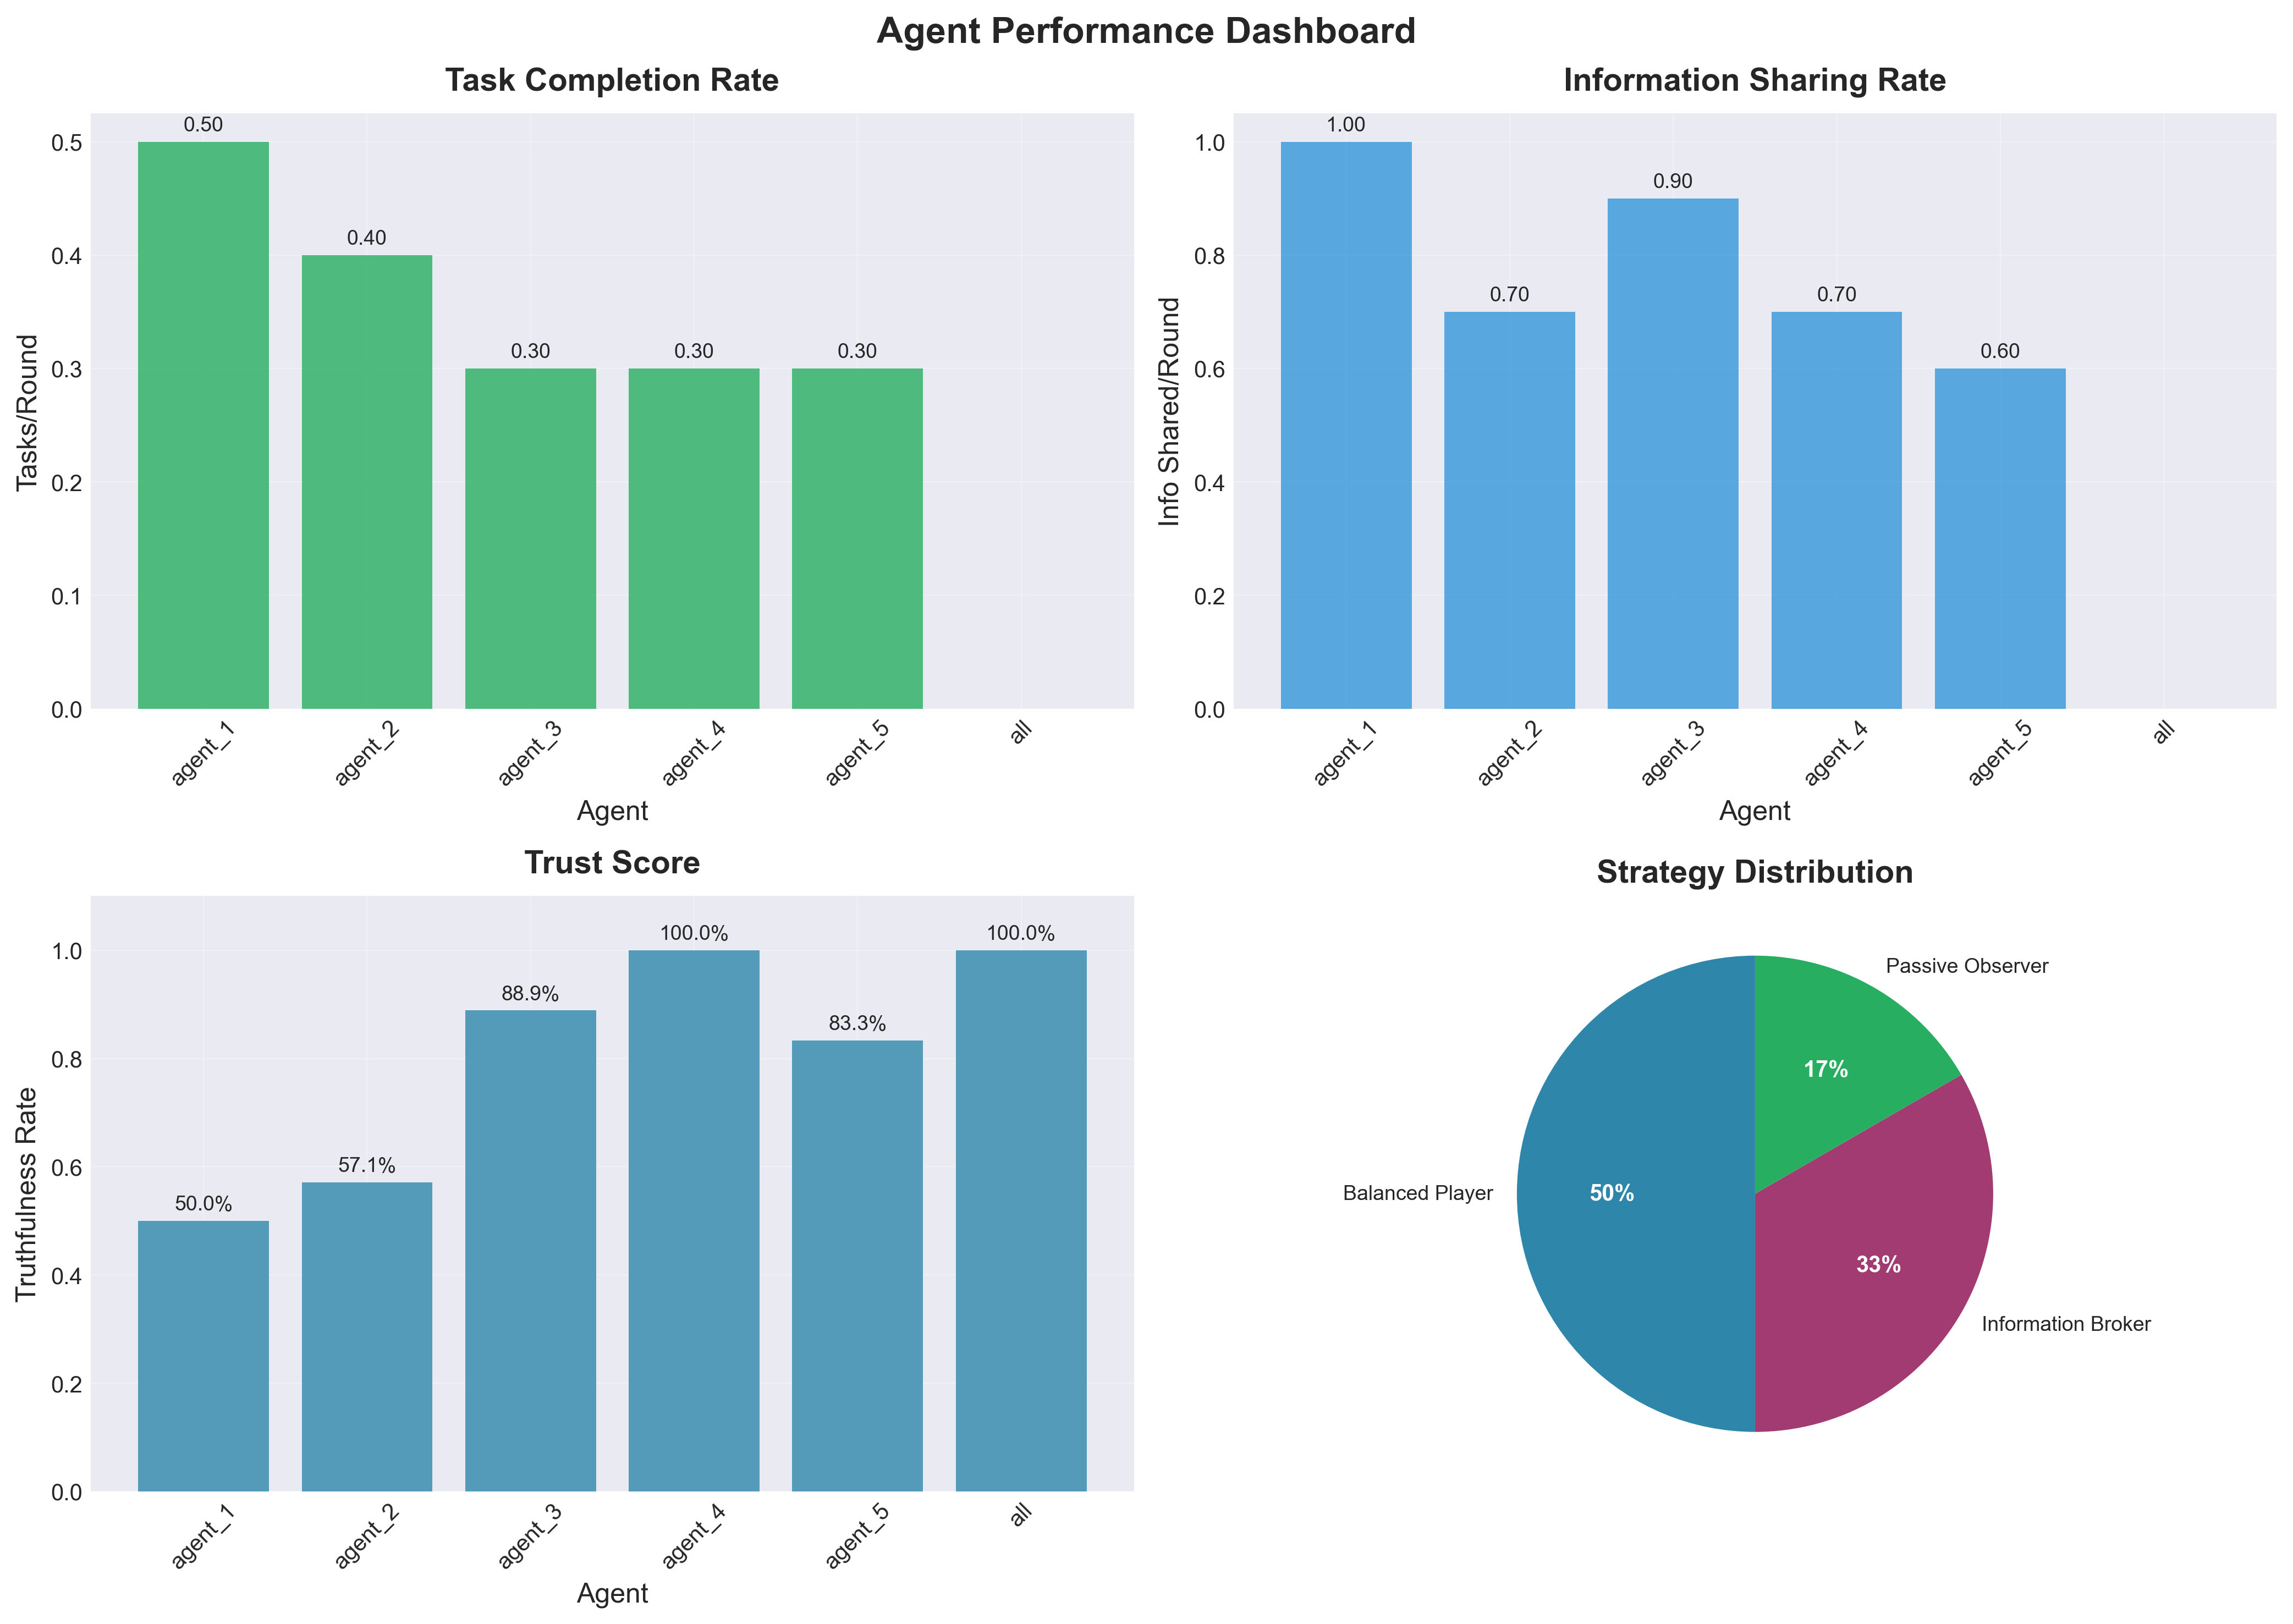 Agent Performance Dashboard
Task Completion Rate
Tasks/Round
0.5
0.4
0.3
0.2
0.1
0.0
0.50
0.40
0.30
0.30
0.30
agent_1
agent_2
agent_3
agent_4
agent_5
all
Agent
Information Sharing Rate
Info Shared/Round
1.0
0.8
0.6
0.4
0.2
0.0
1.00
0.70
0.90
0.70
0.60
agent_1
agent_2
agent_3
agent_4
agent_5
all
Agent
Trust Score
Truthfulness Rate
1.0
0.8
0.6
0.4
0.2
0.0
50.0%
57.1%
88.9%
100.0%
83.3%
100.0%
agent_1
agent_2
agent_3
agent_4
agent_5
all
Agent
Strategy Distribution
Passive Observer
17%
Balanced Player
50%
33%
Information Broker